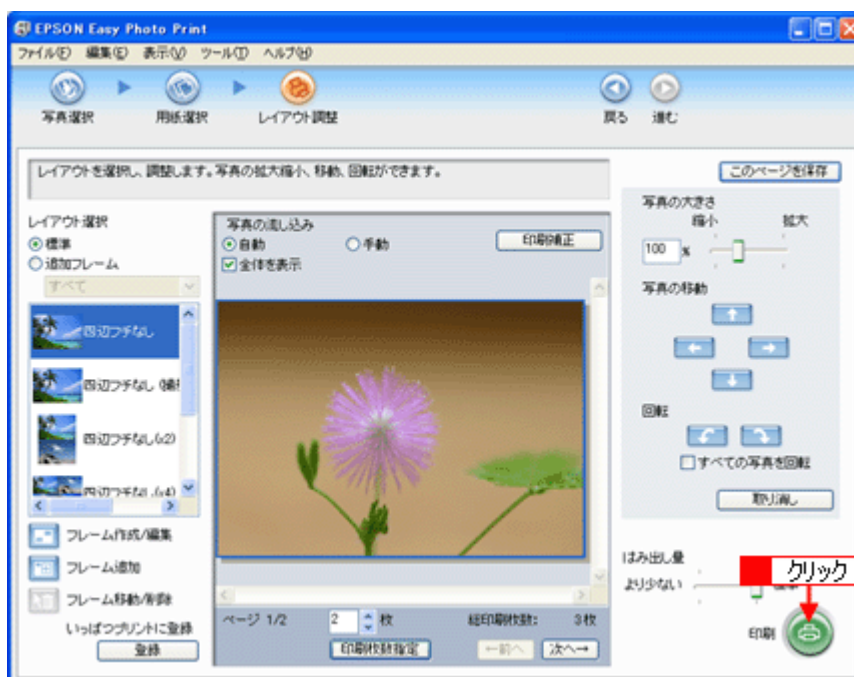 EPSON Easy Photo Print
ファイル(F) 編集(E) 表示(V) ツール(T) ヘルプ(H)
写真選択 用紙選択 レイアウト調整 戻る 進む
レイアウトを選択し、調整します。写真の拡大縮小、移動、回転ができます。
このページを保存
レイアウト選択
標準
追加フレーム
すべて
四辺フチなし
四辺フチなし
四辺フチなし(x2)
四辺フチなし(x4)
フレーム作成/編集
フレーム追加
フレーム移動/削除
いっぱつプリントに登録
登録
写真の流し込み
自動 手動
印刷補正
全体を表示
ページ 1/2 2 枚 総印刷枚数: 3枚
印刷枚数指定 ←前へ 次へ→
写真の大きさ
縮小 拡大
100 %
写真の移動
回転
すべての写真を回転
取り消し
はみ出し量
より少ない
クリック
印刷